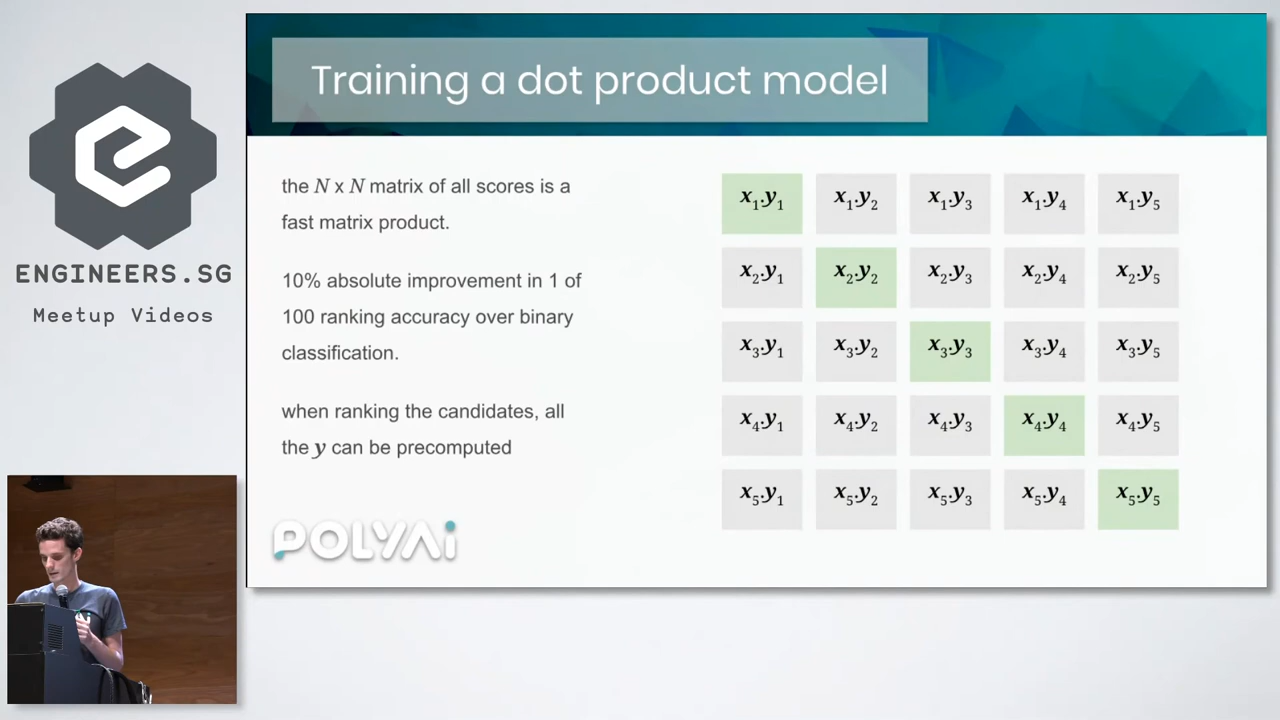 Training a dot product model
the N x N matrix of all scores is a
fast matrix product.
10% absolute improvement in 1 of
100 ranking accuracy over binary
classification.
when ranking the candidates, all
the y can be precomputed
x₁.y₁ x₁.y₂ x₁.y₃ x₁.y₄ x₁.y₅
x₂.y₁ x₂.y₂ x₂.y₃ x₂.y₄ x₂.y₅
x₃.y₁ x₃.y₂ x₃.y₃ x₃.y₄ x₃.y₅
x₄.y₁ x₄.y₂ x₄.y₃ x₄.y₄ x₄.y₅
x₅.y₁ x₅.y₂ x₅.y₃ x₅.y₄ x₅.y₅
POLYAi
ENGINEERS.SG
Meetup Videos